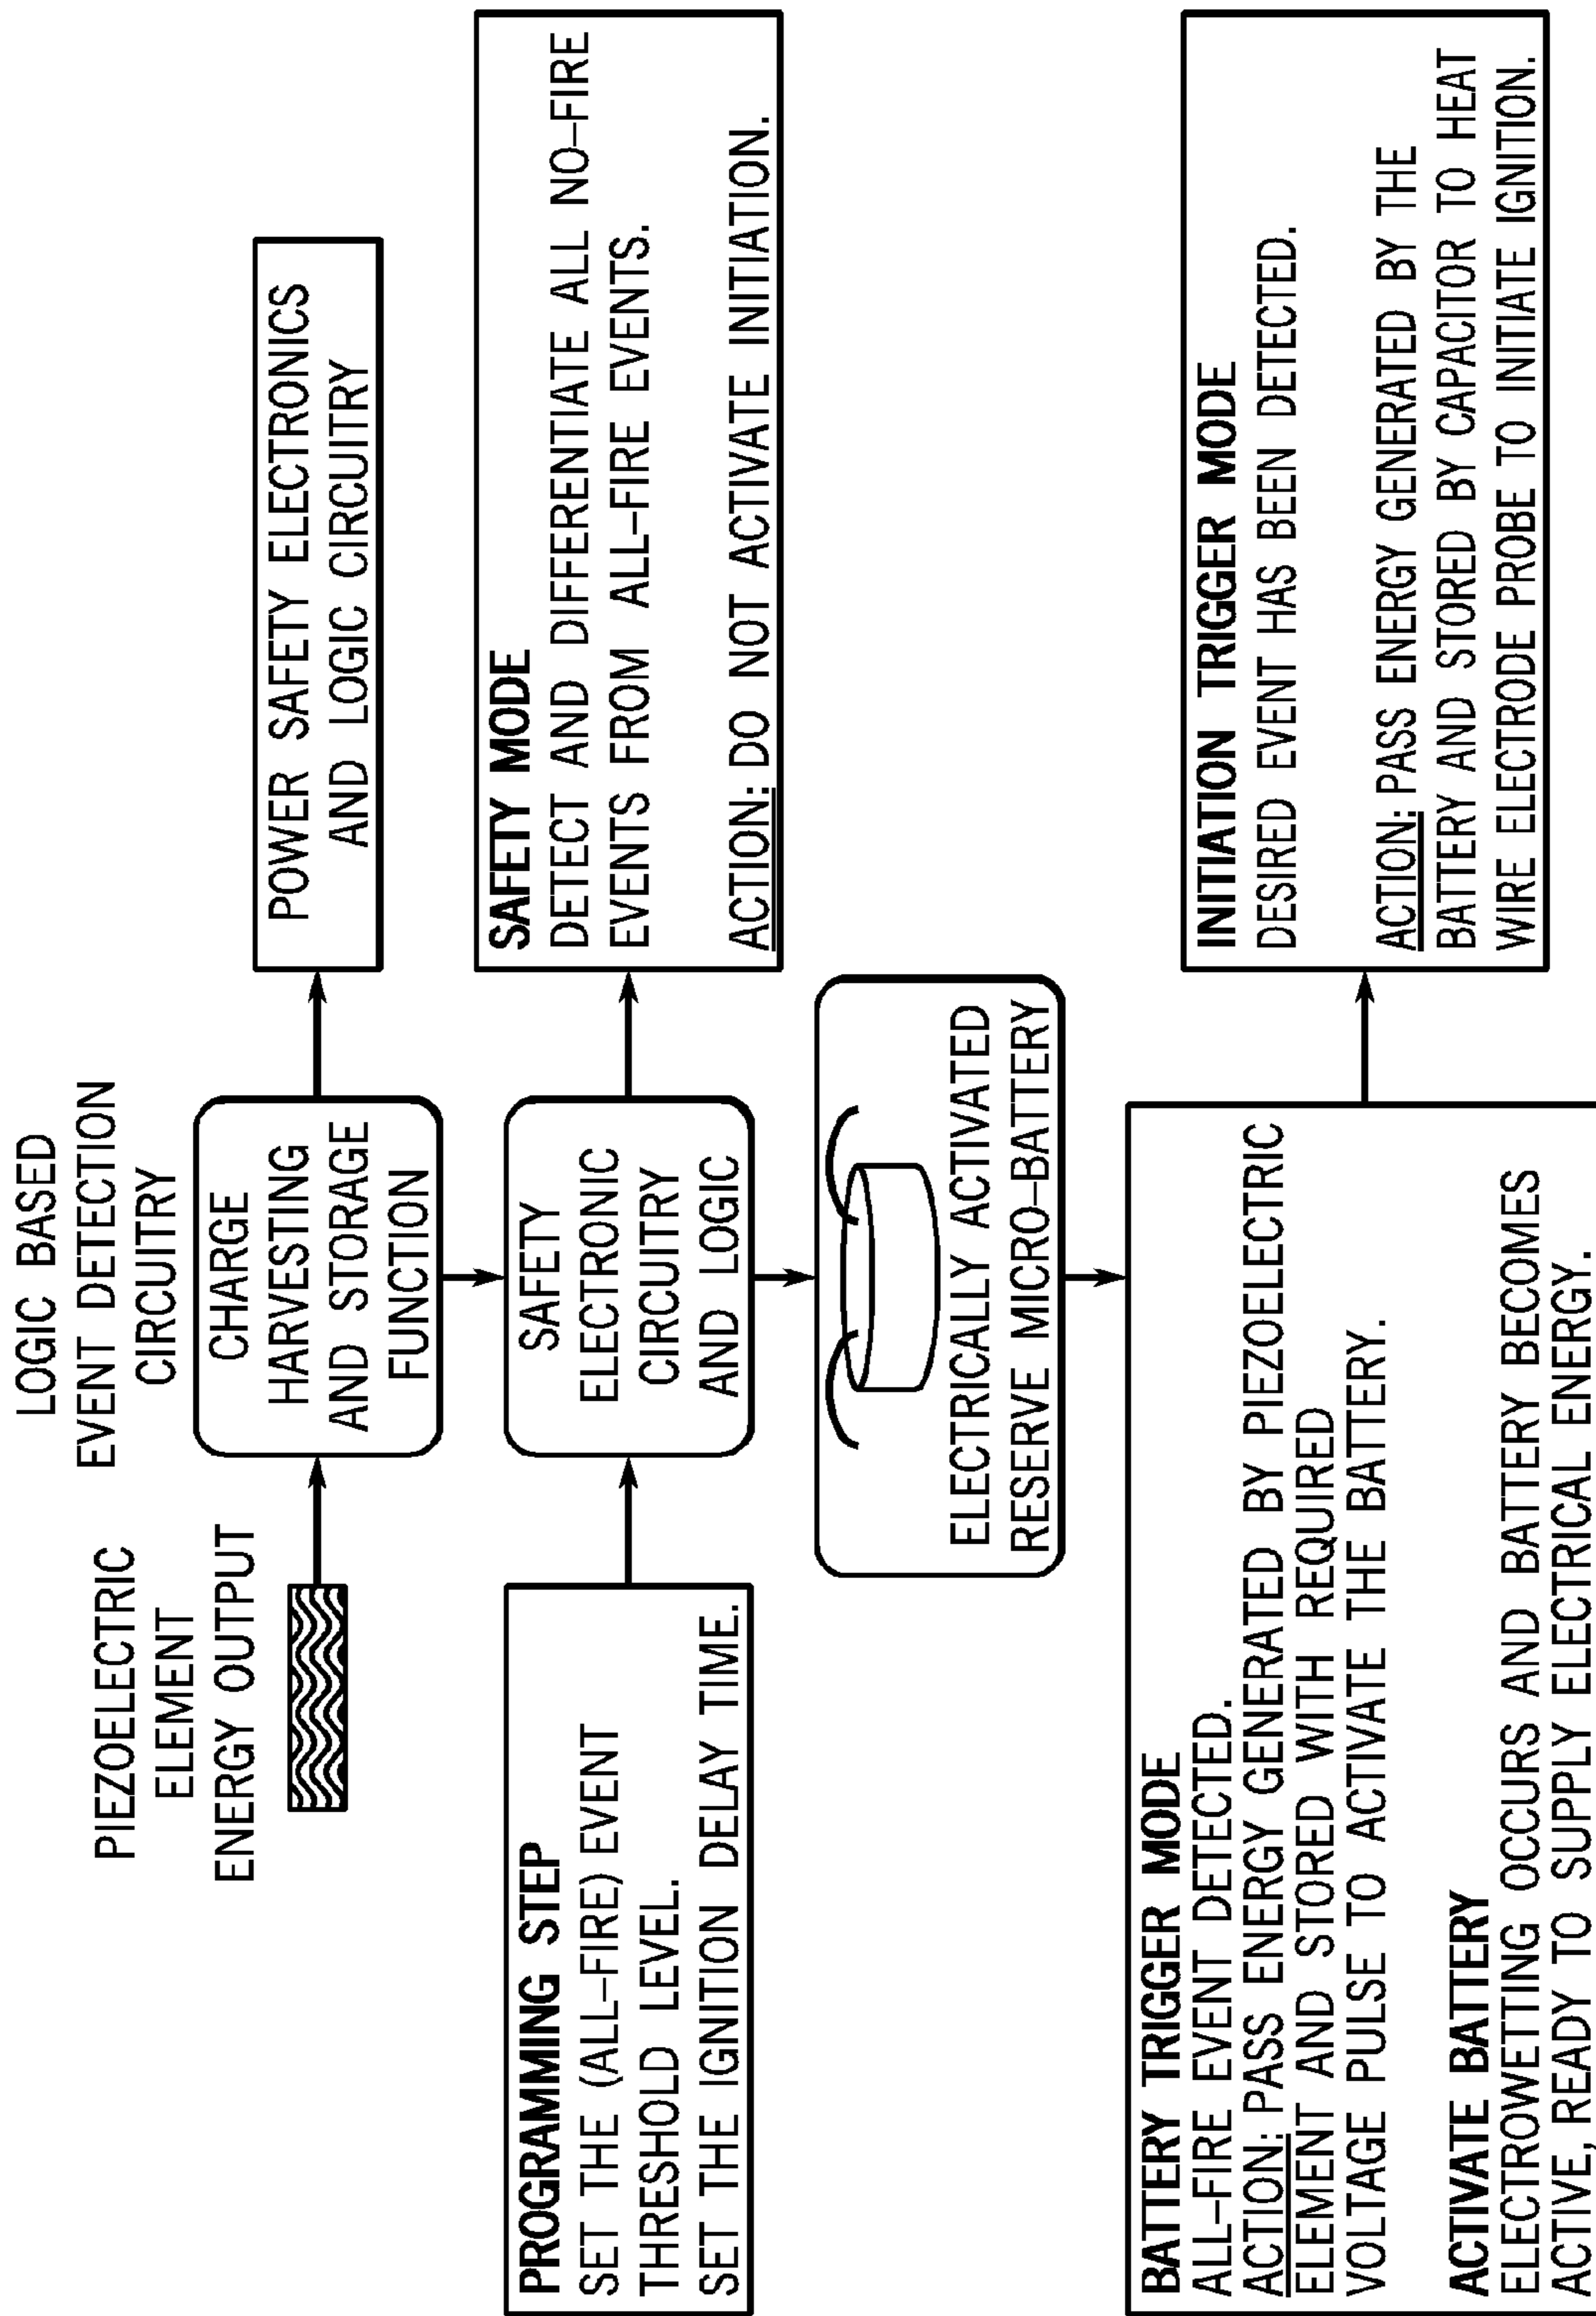 LOGIC BASED
EVENT DETECTION
CIRCUITRY
PIEZOELECTRIC
ELEMENT
ENERGY OUTPUT
CHARGE
HARVESTING
AND STORAGE
FUNCTION
POWER SAFETY ELECTRONICS
AND LOGIC CIRCUITRY
PROGRAMMING STEP
SET THE (ALL–FIRE) EVENT
THRESHOLD LEVEL.
SET THE IGNITION DELAY TIME.
SAFETY
ELECTRONIC
CIRCUITRY
AND LOGIC
SAFETY MODE
DETECT AND DIFFERENTIATE ALL NO–FIRE
EVENTS FROM ALL–FIRE EVENTS.
ACTION: DO NOT ACTIVATE INITIATION.
ELECTRICALLY ACTIVATED
RESERVE MICRO–BATTERY
BATTERY TRIGGER MODE
ALL–FIRE EVENT DETECTED.
ACTION: PASS ENERGY GENERATED BY PIEZOELECTRIC
ELEMENT AND STORED WITH REQUIRED
VOLTAGE PULSE TO ACTIVATE THE BATTERY.
ACTIVATE BATTERY
ELECTROWETTING OCCURS AND BATTERY BECOMES
ACTIVE, READY TO SUPPLY ELECTRICAL ENERGY.
INITIATION TRIGGER MODE
DESIRED EVENT HAS BEEN DETECTED.
ACTION: PASS ENERGY GENERATED BY THE
BATTERY AND STORED BY CAPACITOR TO HEAT
WIRE ELECTRODE PROBE TO INITIATE IGNITION.